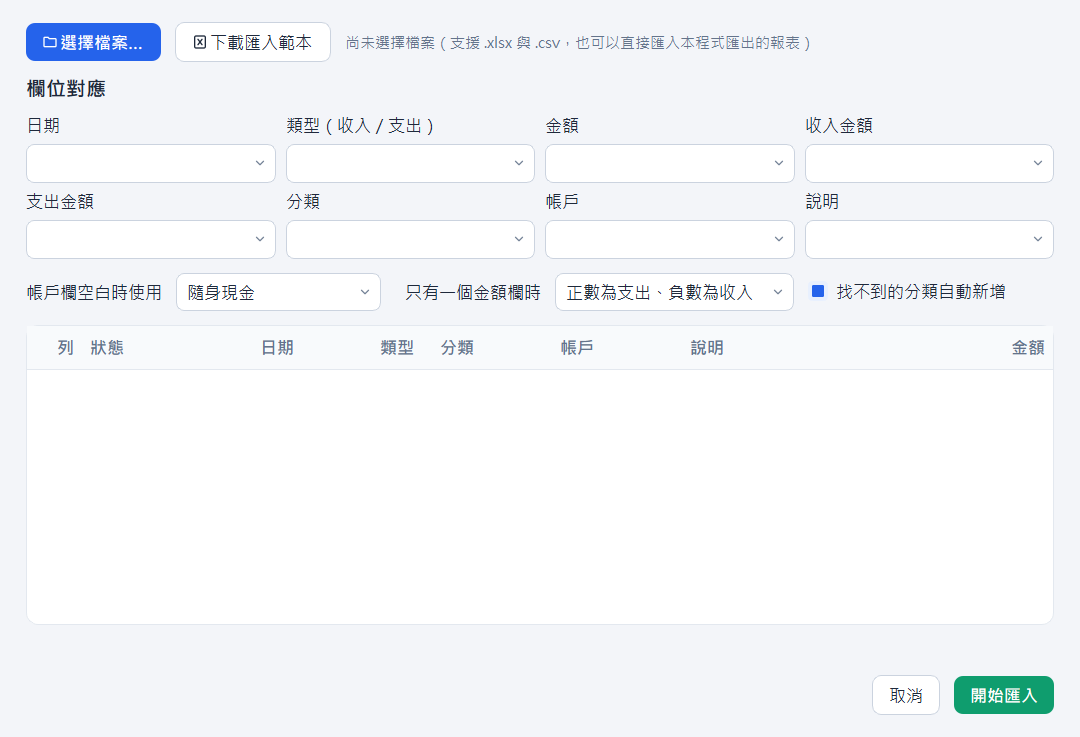 選擇檔案... 下載匯入範本 尚未選擇檔案（支援 .xlsx 與 .csv，也可以直接匯入本程式匯出的報表）
欄位對應
日期 類型（收入 / 支出） 金額 收入金額
支出金額 分類 帳戶 說明
帳戶欄空白時使用 隨身現金 只有一個金額欄時 正數為支出、負數為收入 找不到的分類自動新增
列 狀態 日期 類型 分類 帳戶 說明 金額
取消 開始匯入